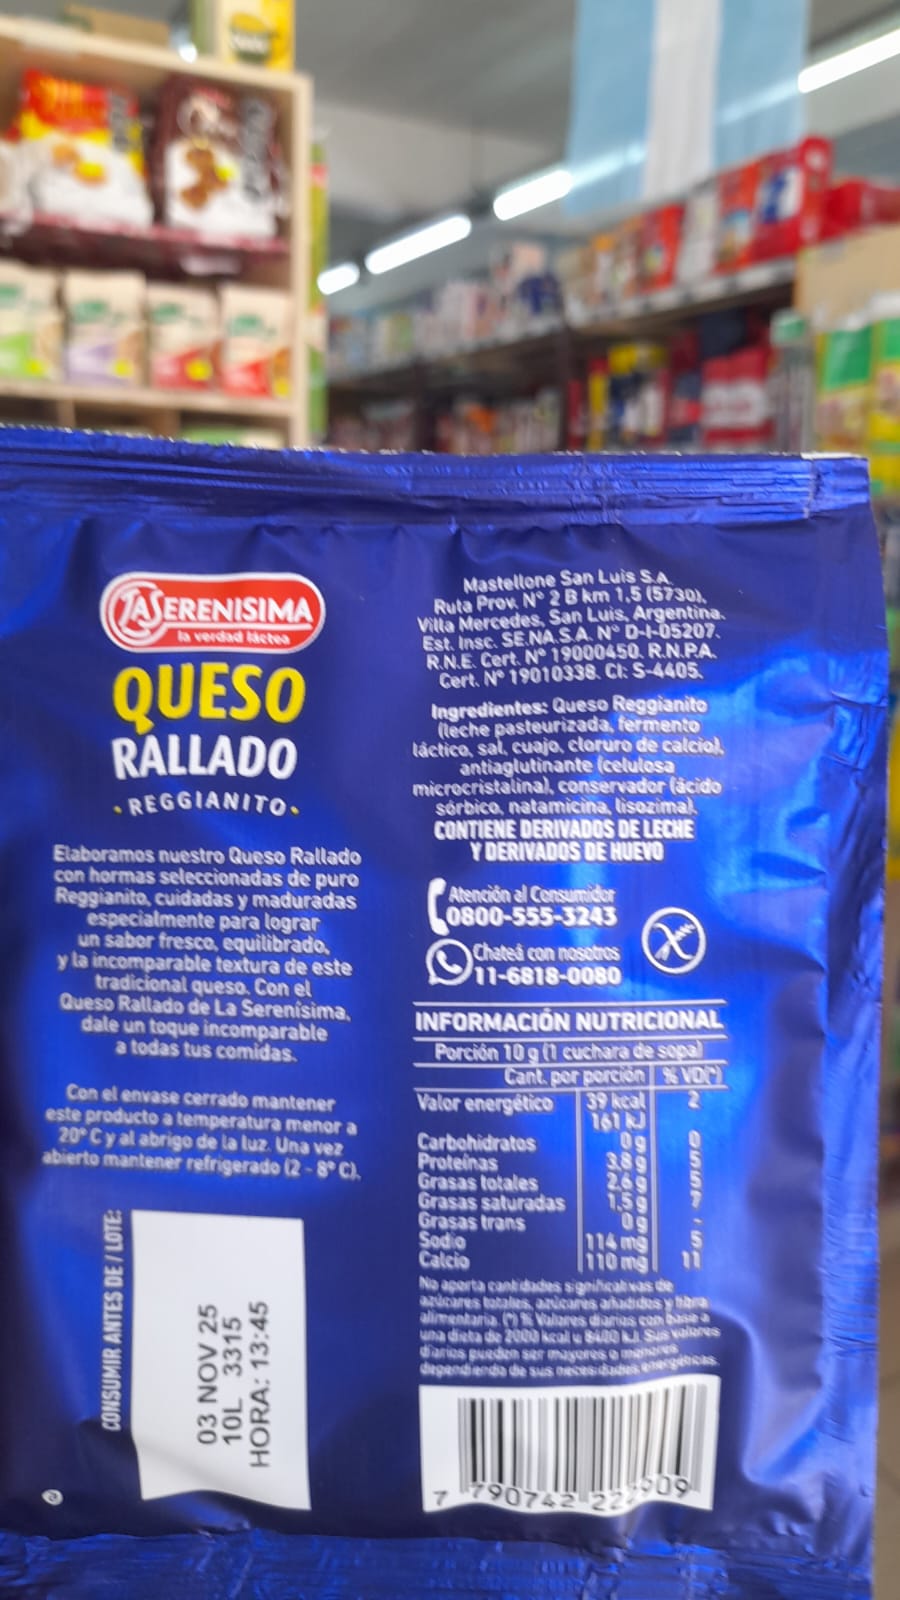 LASERENISIMA
la verdad láctea
QUESO
RALLADO
REGGIANITO
Elaboramos nuestro Queso Rallado
con hormas seleccionadas de puro
Reggianito, cuidadas y maduradas
especialmente para lograr
un sabor fresco, equilibrado,
y la incomparable textura de este
tradicional queso. Con el
Queso Rallado de La Serenísima,
dale un toque incomparable
a todas tus comidas.
Con el envase cerrado mantener
este producto a temperatura menor a
20° C y al abrigo de la luz. Una vez
abierto mantener refrigerado (2 - 8° C).
CONSUMIR ANTES DE / LOTE:
03 NOV 25
10L 3315
HORA: 13:45
Mastellone San Luis S.A.
Ruta Prov. N° 2 B km 1,5 (5730),
Villa Mercedes, San Luis, Argentina.
Est. Insc. SE.NA.S.A. N° D-I-05207.
R.N.E. Cert. N° 19000450. R.N.P.A.
Cert. N° 19010338. CI: S-4405.
Ingredientes: Queso Reggianito
(leche pasteurizada, fermento
láctico, sal, cuajo, cloruro de calcio),
antiaglutinante (celulosa
microcristalina), conservador (ácido
sórbico, natamicina, lisozima).
CONTIENE DERIVADOS DE LECHE
Y DERIVADOS DE HUEVO
Atención al Consumidor
0800-555-3243
Chateá con nosotros
11-6818-0080
INFORMACIÓN NUTRICIONAL
Porción 10 g (1 cuchara de sopa)
Cant. por porción % VD(*)
Valor energético 39 kcal 2
161 kJ
Carbohidratos 0 g 0
Proteínas 3,8 g 5
Grasas totales 2,6 g 5
Grasas saturadas 1,5 g 7
Grasas trans 0 g -
Sodio 114 mg 5
Calcio 110 mg 11
No aporta cantidades significativas de
azúcares totales, azúcares añadidos y fibra
alimentaria. (*) % Valores diarios con base a
una dieta de 2000 kcal u 8400 kJ. Sus valores
diarios pueden ser mayores o menores
dependiendo de sus necesidades energéticas.
7 790742 22 909